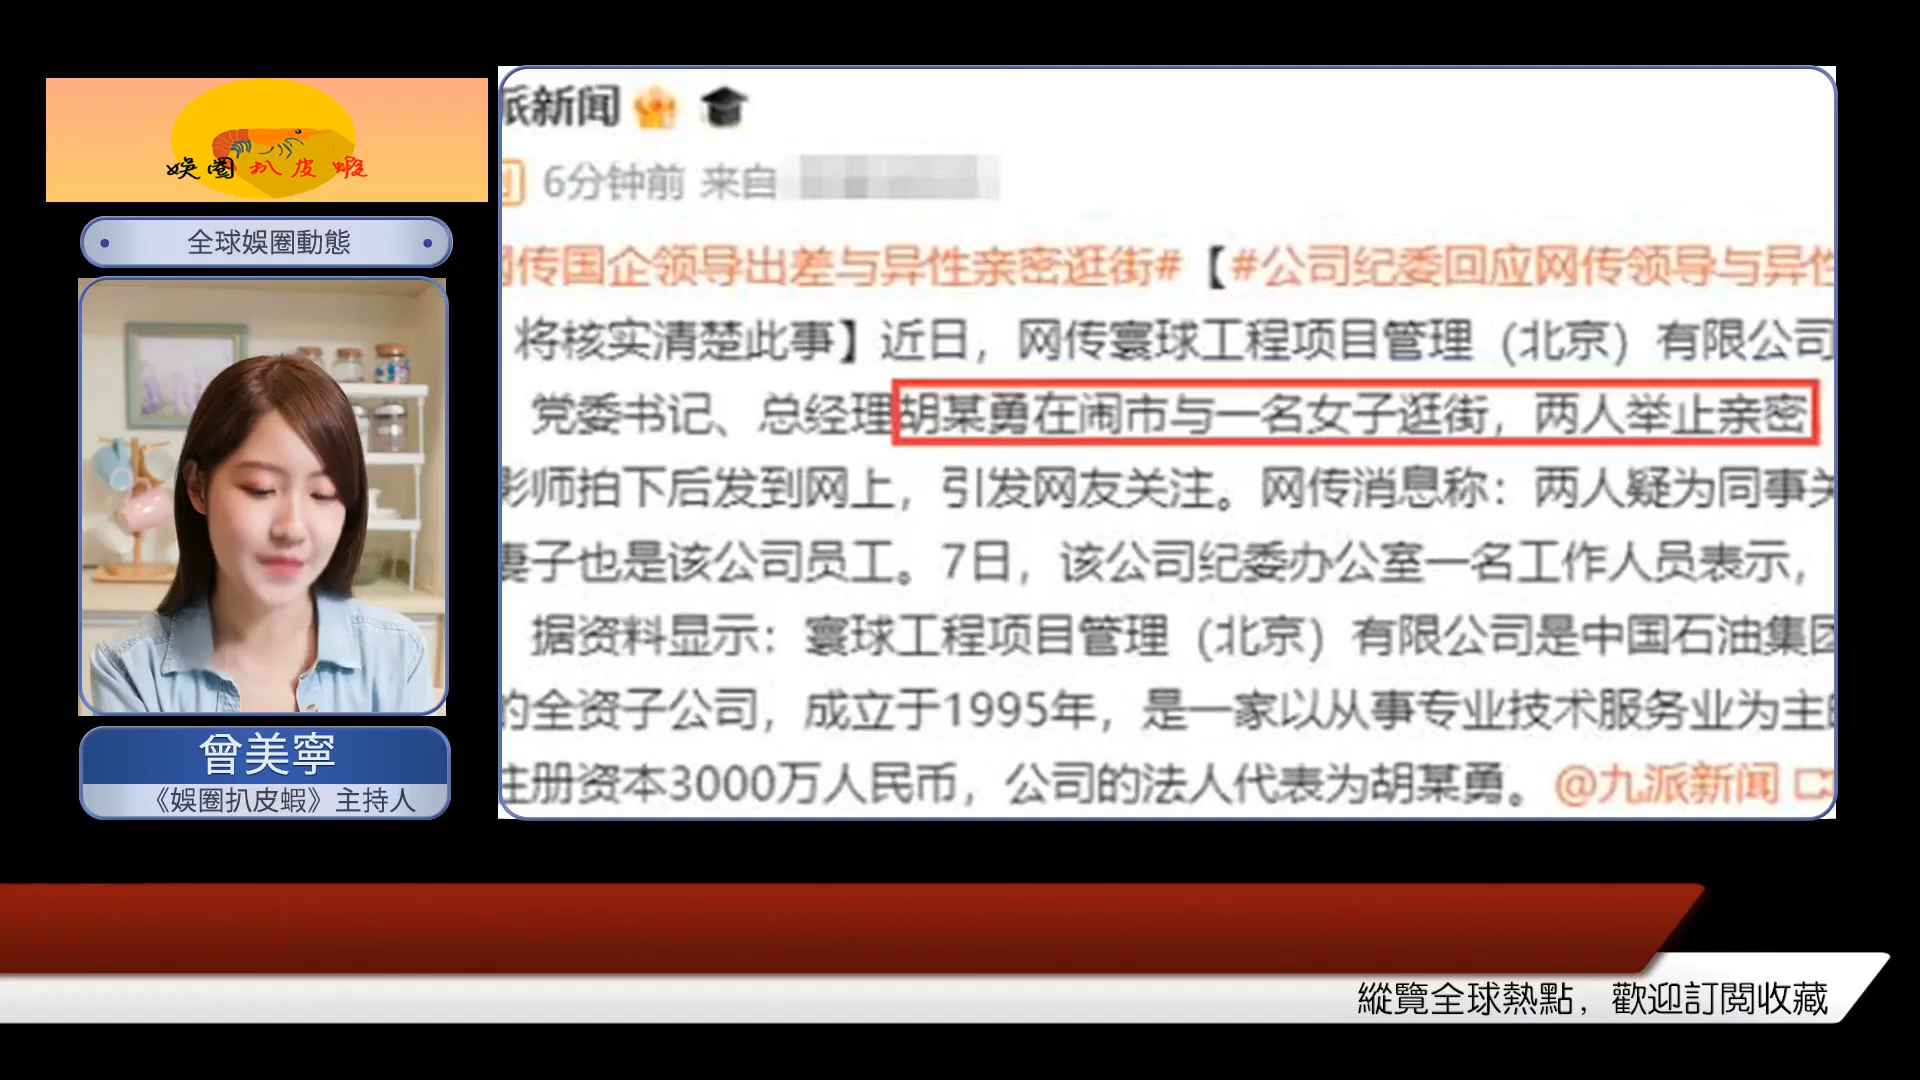 娛圈扒皮蝦
全球娛圈動態
曾美寧
《娛圈扒皮蝦》主持人
派新闻
6分钟前 来自
网传国企领导出差与异性亲密逛街#【#公司纪委回应网传领导与异性
将核实清楚此事】近日，网传寰球工程项目管理（北京）有限公司
党委书记、总经理胡某勇在闹市与一名女子逛街，两人举止亲密
影师拍下后发到网上，引发网友关注。网传消息称：两人疑为同事关
妻子也是该公司员工。7日，该公司纪委办公室一名工作人员表示，
据资料显示：寰球工程项目管理（北京）有限公司是中国石油集团
的全资子公司，成立于1995年，是一家以从事专业技术服务业为主的
注册资本3000万人民币，公司的法人代表为胡某勇。@九派新闻
縱覽全球熱點，歡迎訂閲收藏